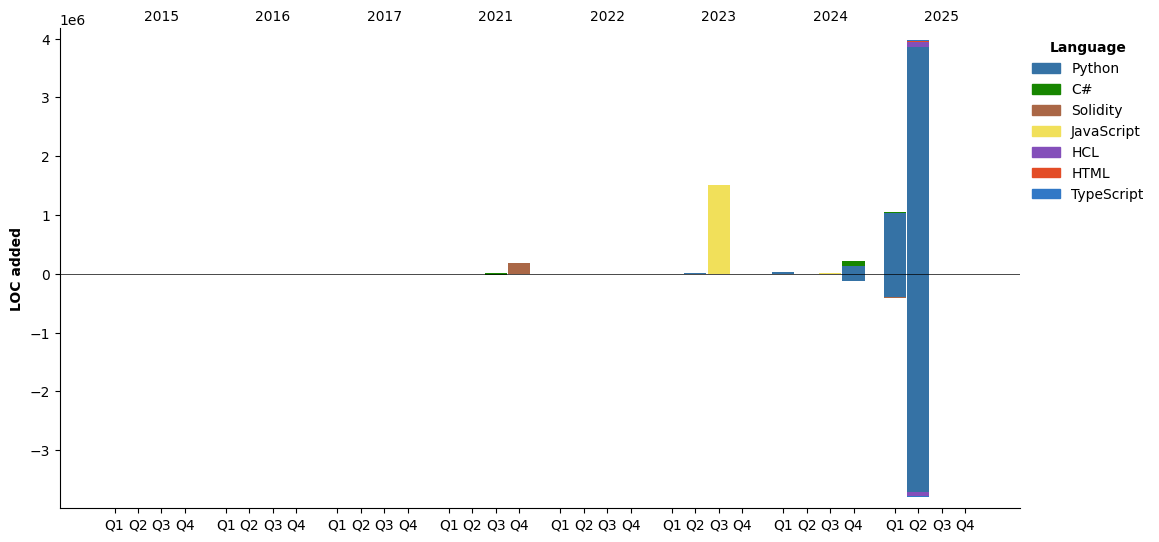 1e6
2015 2016 2017 2021 2022 2023 2024 2025
Language
Python
C#
Solidity
JavaScript
HCL
HTML
TypeScript
LOC added
4
3
2
1
0
−1
−2
−3
Q1 Q2 Q3 Q4 Q1 Q2 Q3 Q4 Q1 Q2 Q3 Q4 Q1 Q2 Q3 Q4 Q1 Q2 Q3 Q4 Q1 Q2 Q3 Q4 Q1 Q2 Q3 Q4 Q1 Q2 Q3 Q4